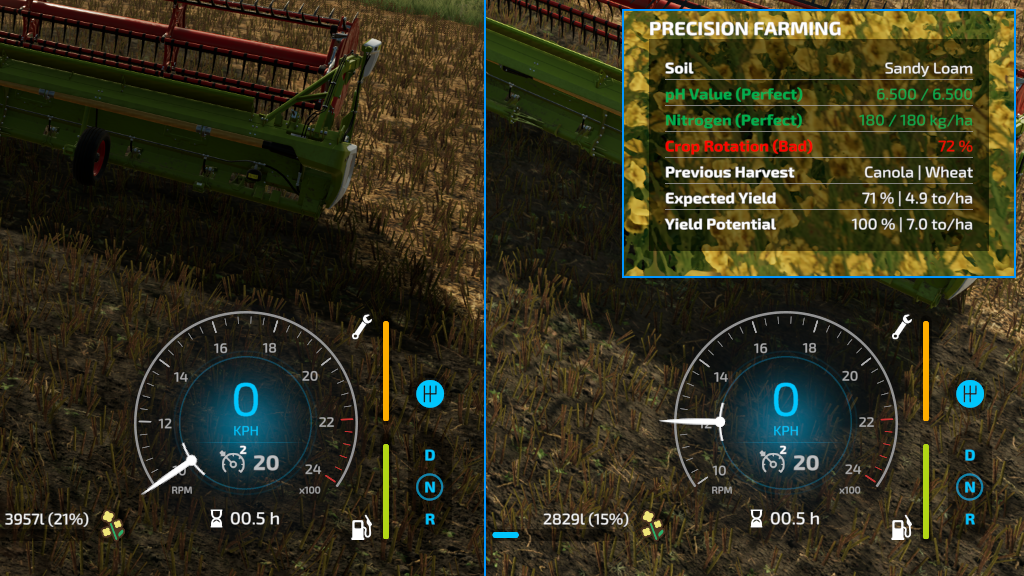 PRECISION FARMING
Soil Sandy Loam
pH Value (Perfect) 6.500 / 6.500
Nitrogen (Perfect) 180 / 180 kg/ha
Crop Rotation (Bad) 72 %
Previous Harvest Canola | Wheat
Expected Yield 71 % | 4.9 to/ha
Yield Potential 100 % | 7.0 to/ha
16 18
14 20
12 22
24
0
KPH
2
20
RPM x100
D
N
R
3957l (21%)
00.5 h
16 18
14 20
12 22
10 24
0
KPH
2
20
RPM x100
D
N
R
2829l (15%)
00.5 h